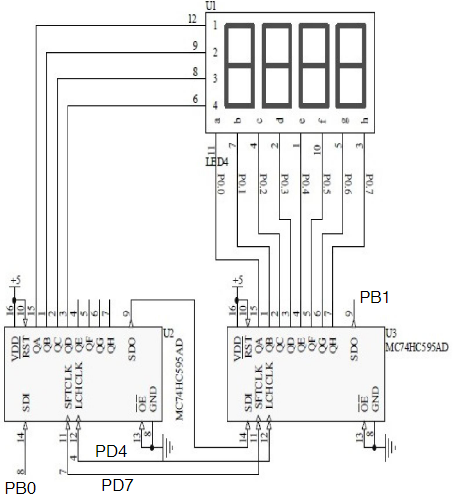 U1
12 1
9 2
8 3
6 4
a b c d e f g h
LED4
11 7 4 2 1 10 5 3
P0.0 P0.1 P0.2 P0.3 P0.4 P0.5 P0.6 P0.7
+5 +5
PB1
16 10 15 1 2 3 4 5 6 7 9
16 10 15 1 2 3 4 5 6 7 9
U2 U3
VDD RST QA QB QC QD QE QF QG QH SDO
MC74HC595AD
VDD RST QA QB QC QD QE QF QG QH SDO
MC74HC595AD
SDI SFTCLK LCHCLK OE GND
SDI SFTCLK LCHCLK OE GND
14 11 12 13 8
14 11 12 13 8
PD4
4
PB0 8
7 PD7